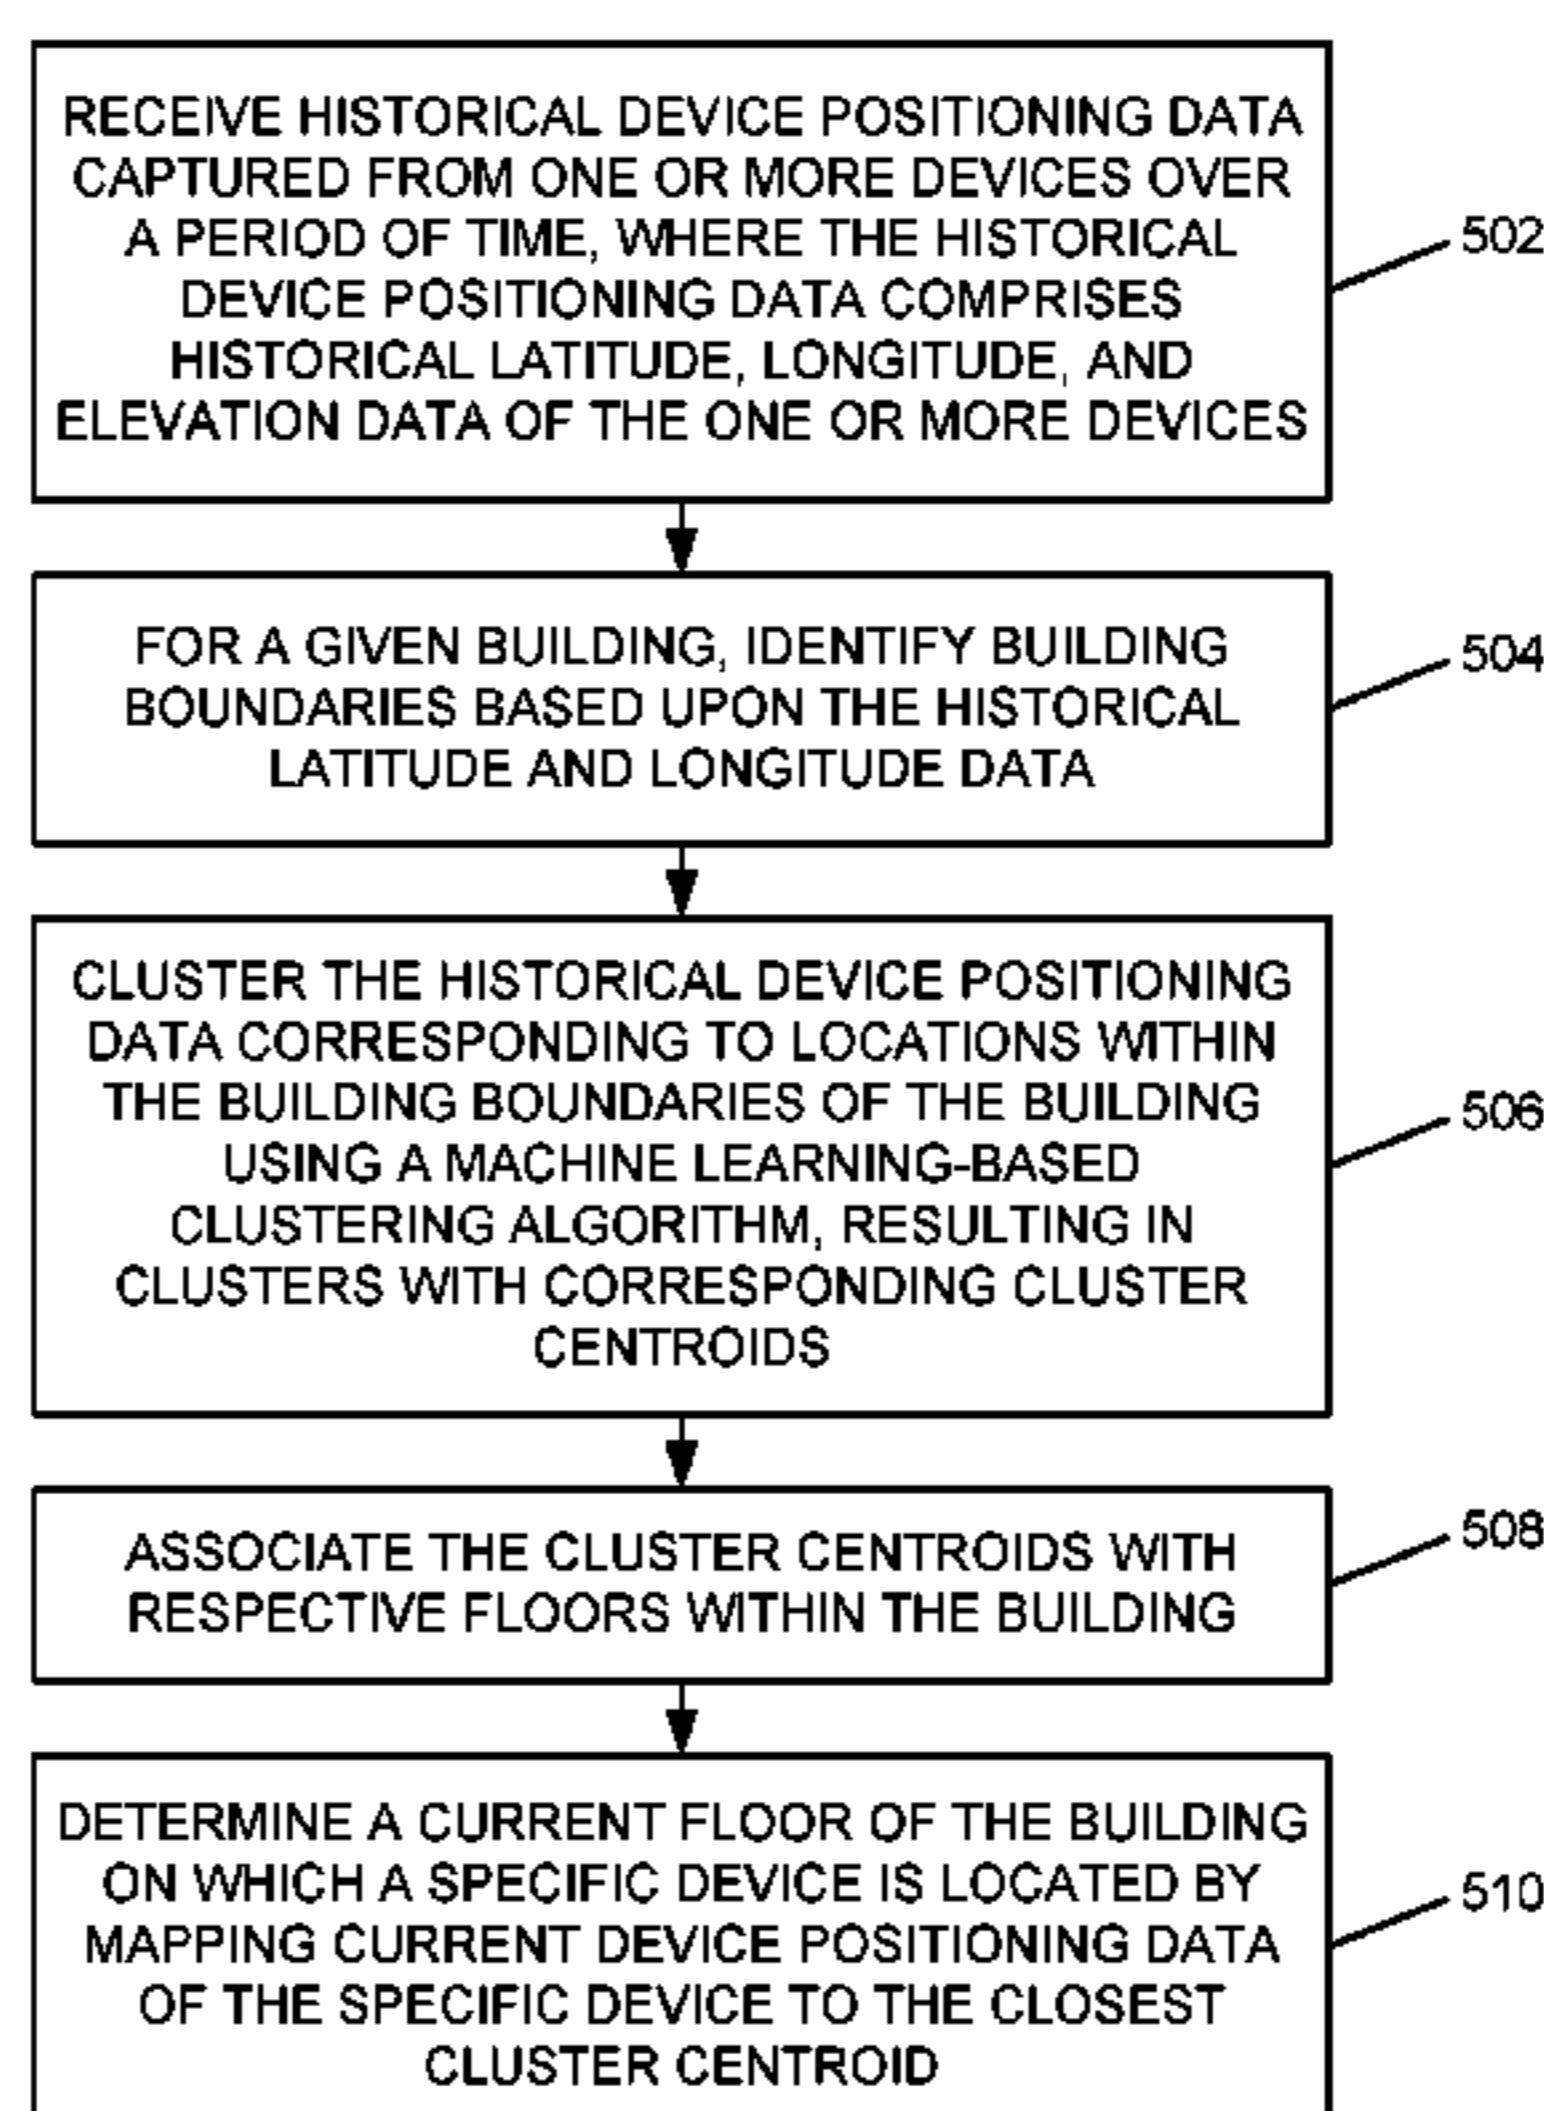 RECEIVE HISTORICAL DEVICE POSITIONING DATA
CAPTURED FROM ONE OR MORE DEVICES OVER
A PERIOD OF TIME, WHERE THE HISTORICAL
DEVICE POSITIONING DATA COMPRISES
HISTORICAL LATITUDE, LONGITUDE, AND
ELEVATION DATA OF THE ONE OR MORE DEVICES
502
FOR A GIVEN BUILDING, IDENTIFY BUILDING
BOUNDARIES BASED UPON THE HISTORICAL
LATITUDE AND LONGITUDE DATA
504
CLUSTER THE HISTORICAL DEVICE POSITIONING
DATA CORRESPONDING TO LOCATIONS WITHIN
THE BUILDING BOUNDARIES OF THE BUILDING
USING A MACHINE LEARNING-BASED
CLUSTERING ALGORITHM, RESULTING IN
CLUSTERS WITH CORRESPONDING CLUSTER
CENTROIDS
506
ASSOCIATE THE CLUSTER CENTROIDS WITH
RESPECTIVE FLOORS WITHIN THE BUILDING
508
DETERMINE A CURRENT FLOOR OF THE BUILDING
ON WHICH A SPECIFIC DEVICE IS LOCATED BY
MAPPING CURRENT DEVICE POSITIONING DATA
OF THE SPECIFIC DEVICE TO THE CLOSEST
CLUSTER CENTROID
510